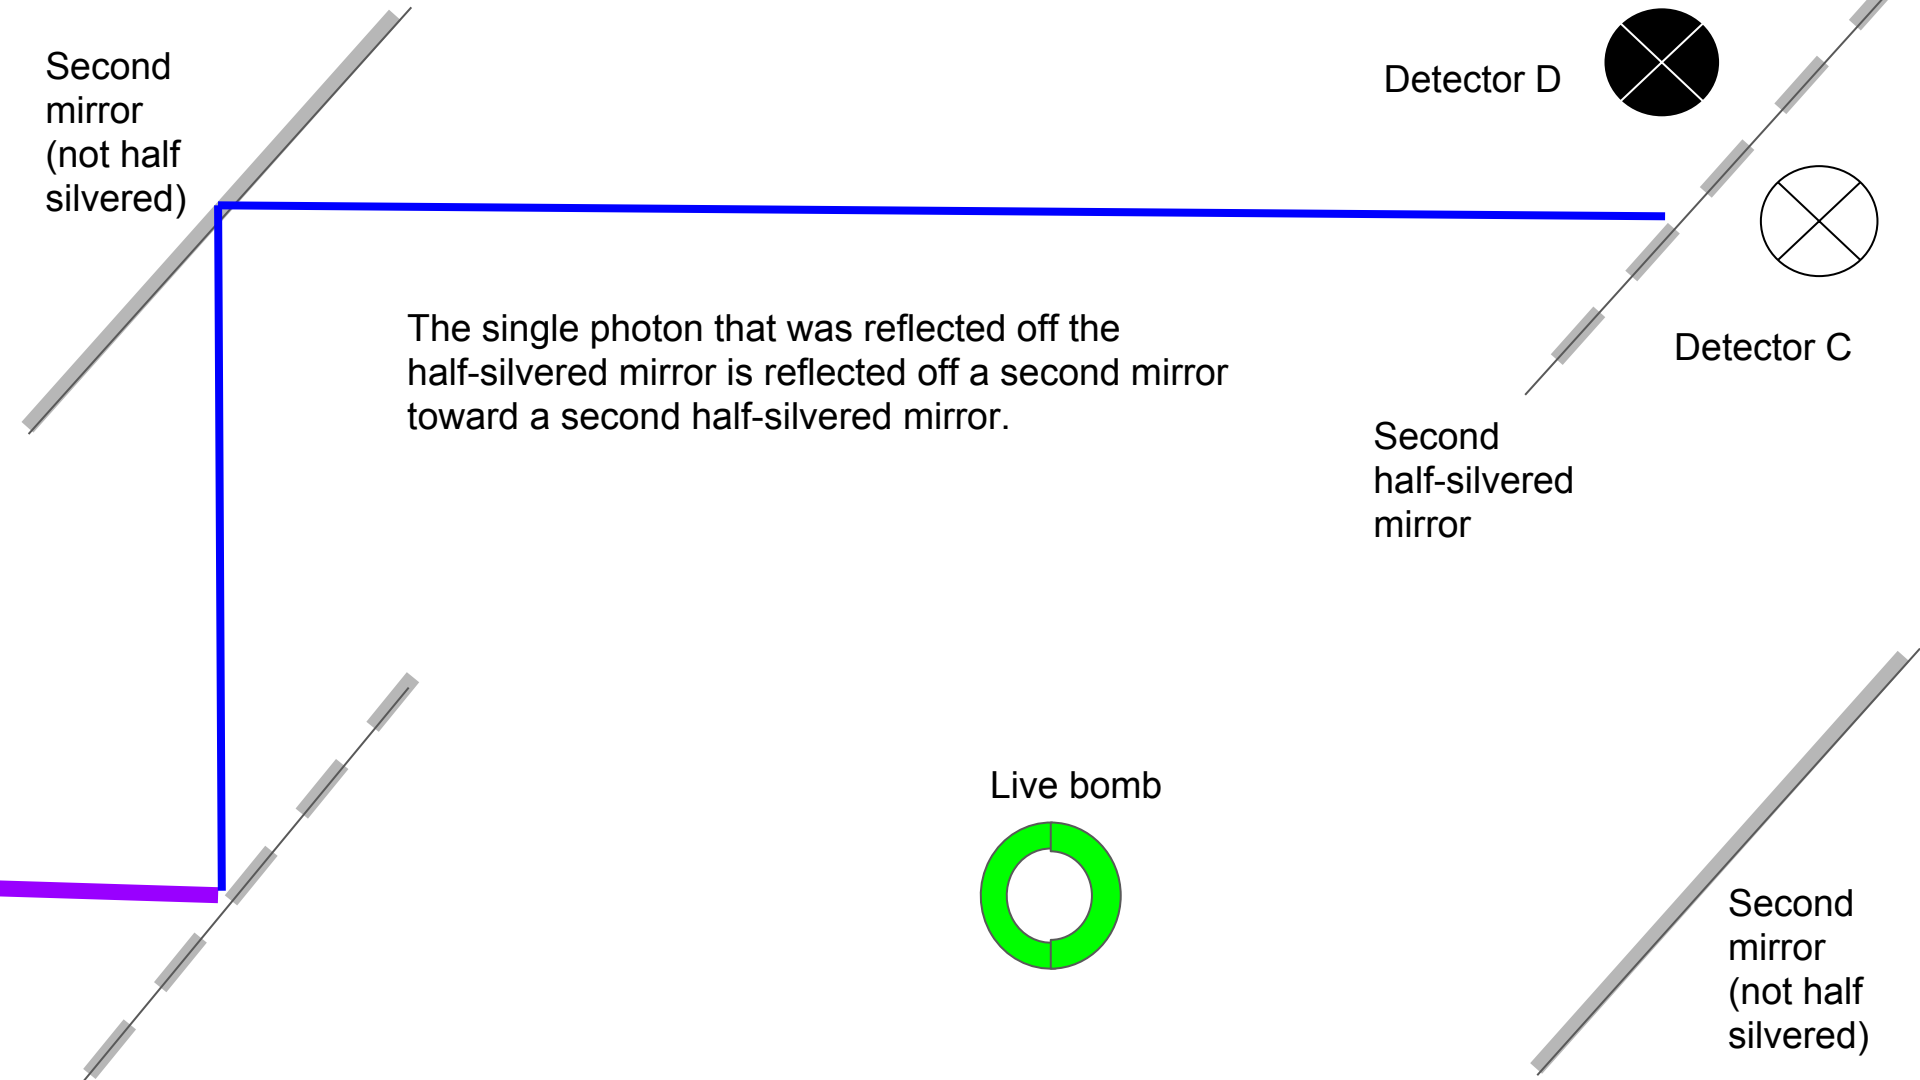 Second
mirror
(not half
silvered)
Detector D
The single photon that was reflected off the
half-silvered mirror is reflected off a second mirror
toward a second half-silvered mirror.
Detector C
Second
half-silvered
mirror
Live bomb
Second
mirror
(not half
silvered)